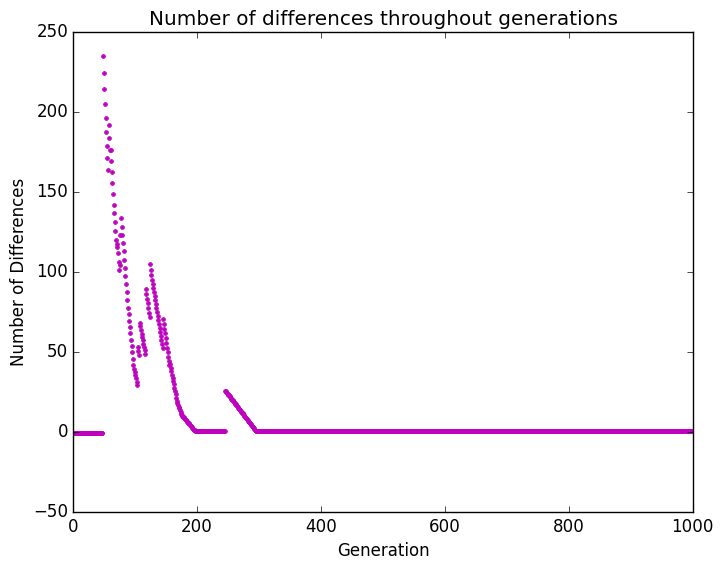 Number of differences throughout generations
250
200
150
100
50
0
−50
Number of Differences
0 200 400 600 800 1000
Generation